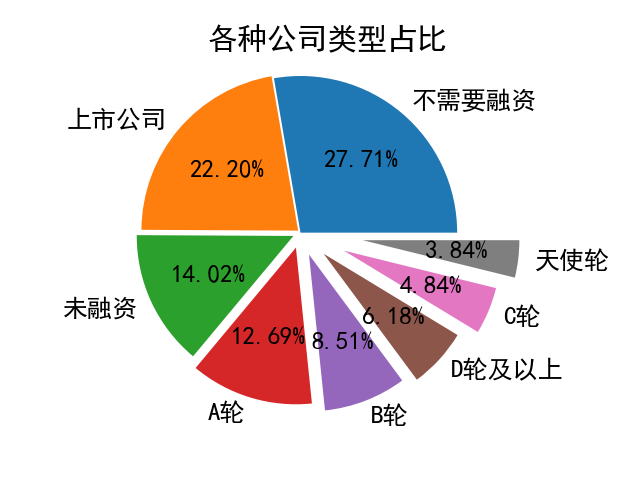 各种公司类型占比
不需要融资
27.71%
上市公司
22.20%
未融资
14.02%
A轮
12.69%
B轮
8.51%
D轮及以上
6.18%
C轮
4.84%
天使轮
3.84%